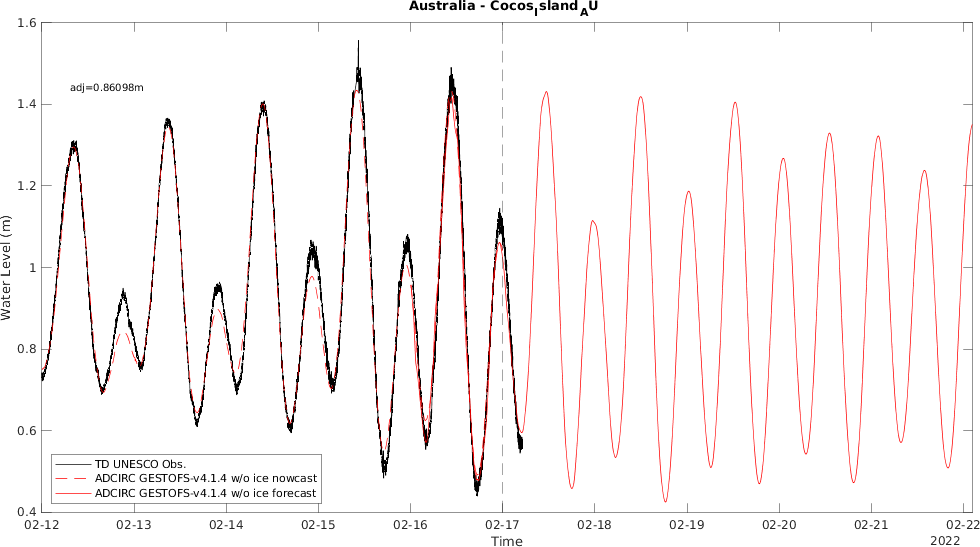 Australia - CocosIslandAU
1.6
1.4
1.2
1
0.8
0.6
0.4
Water Level (m)
adj=0.86098m
TD UNESCO Obs.
ADCIRC GESTOFS-v4.1.4 w/o ice nowcast
ADCIRC GESTOFS-v4.1.4 w/o ice forecast
02-12 02-13 02-14 02-15 02-16 02-17 02-18 02-19 02-20 02-21 02-22
Time
2022